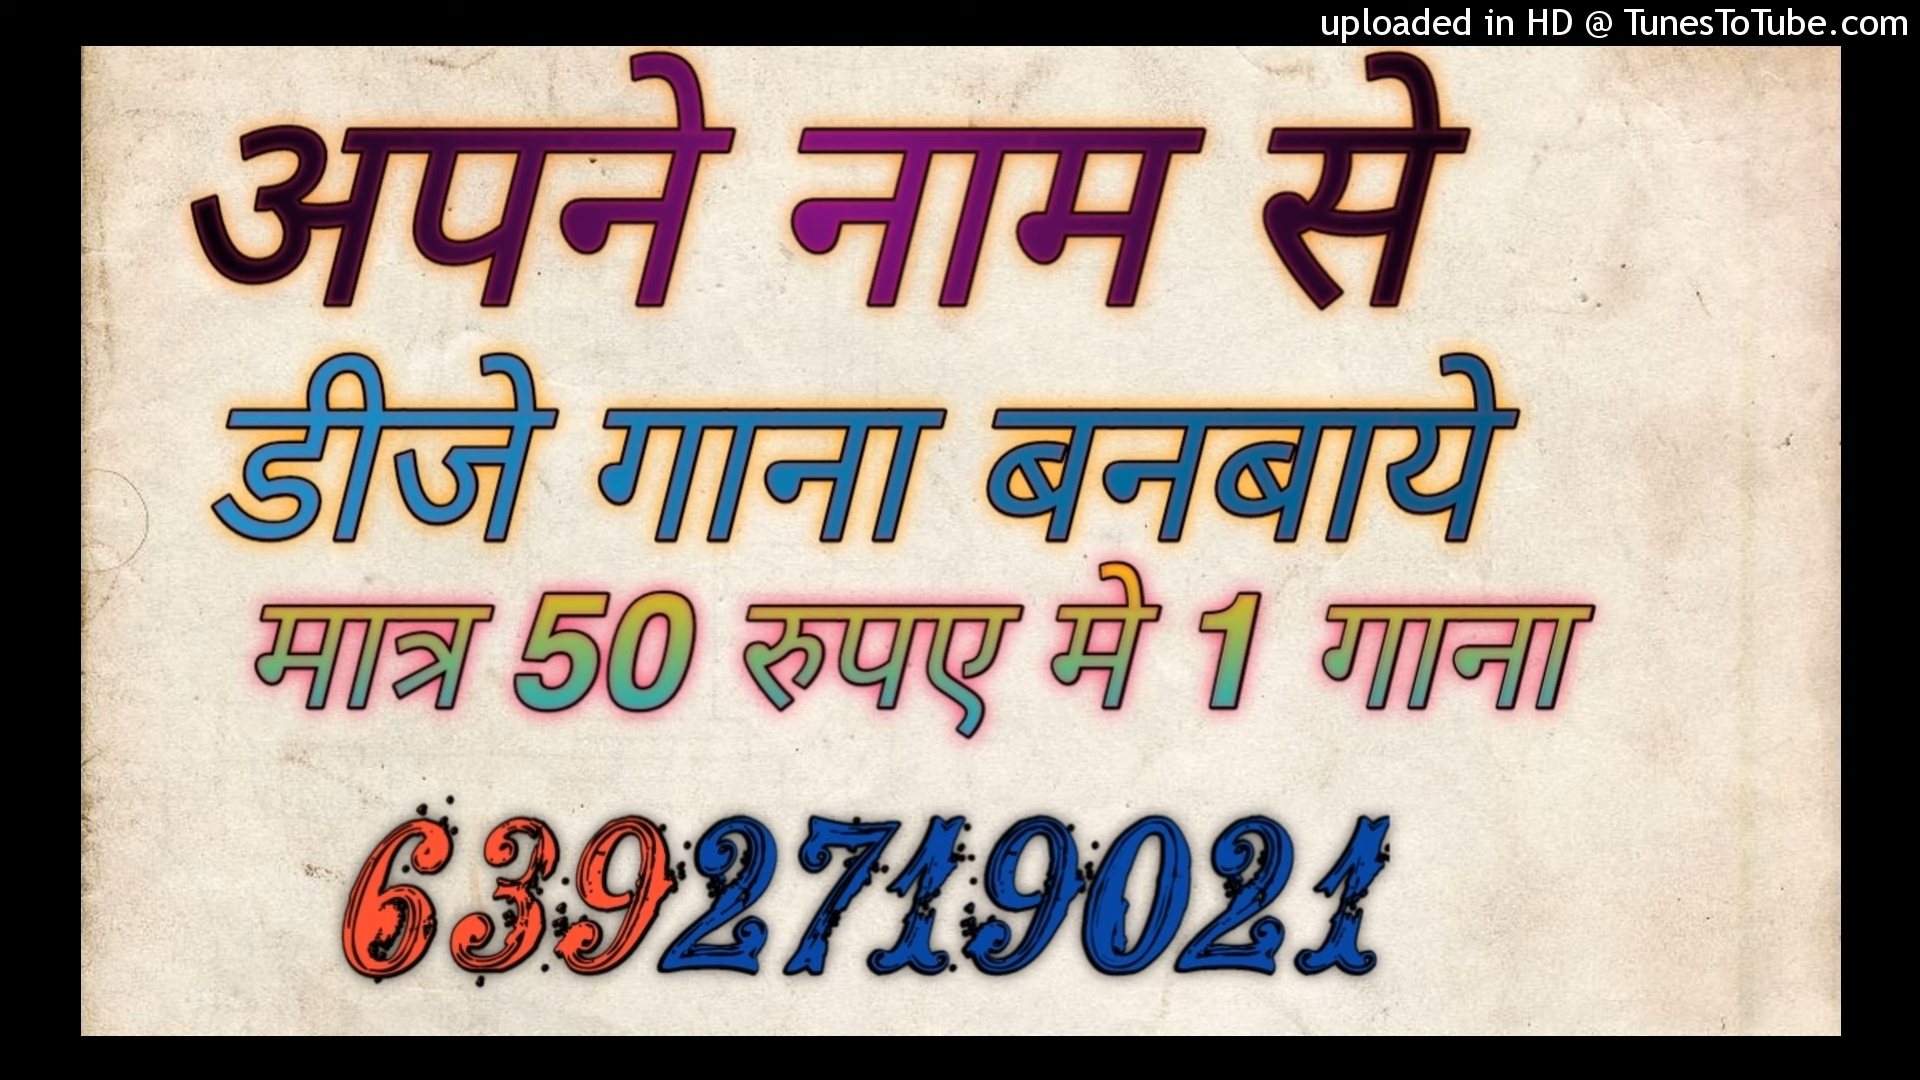 uploaded in HD @ TunesToTube.com
अपने नाम से
डीजे गाना बनबाये
मात्र 50 रुपए मे 1 गाना
6392719021